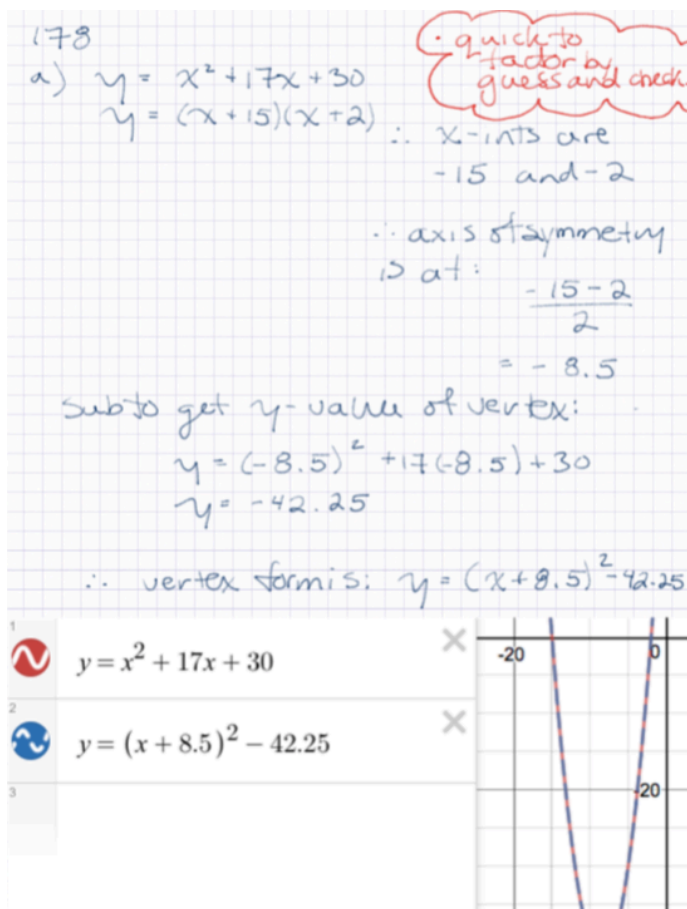 178
· quick to
factor by
guess and check
a) y = x² + 17x + 30
y = (x + 15)(x + 2)
∴ x-ints are
-15 and -2
∴ axis of symmetry
is at:
-15 - 2
2
= -8.5
sub to get y-value of vertex:
y = (-8.5)² + 17(-8.5) + 30
y = -42.25
∴ vertex form is: y = (x + 8.5)² - 42.25
1
y = x² + 17x + 30
2
y = (x + 8.5)² - 42.25
3
-20
0
-20